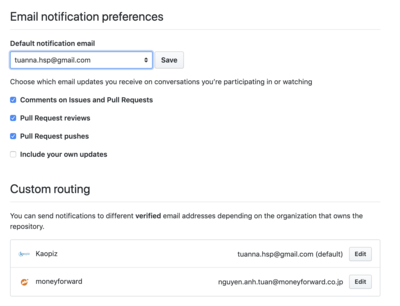 Email notification preferences
Default notification email
tuanna.hsp@gmail.com
Save
Choose which email updates you receive on conversations you're participating in or watching
Comments on Issues and Pull Requests
Pull Request reviews
Pull Request pushes
Include your own updates
Custom routing
You can send notifications to different verified email addresses depending on the organization that owns the
repository.
Kaopiz tuanna.hsp@gmail.com (default) Edit
moneyforward nguyen.anh.tuan@moneyforward.co.jp Edit